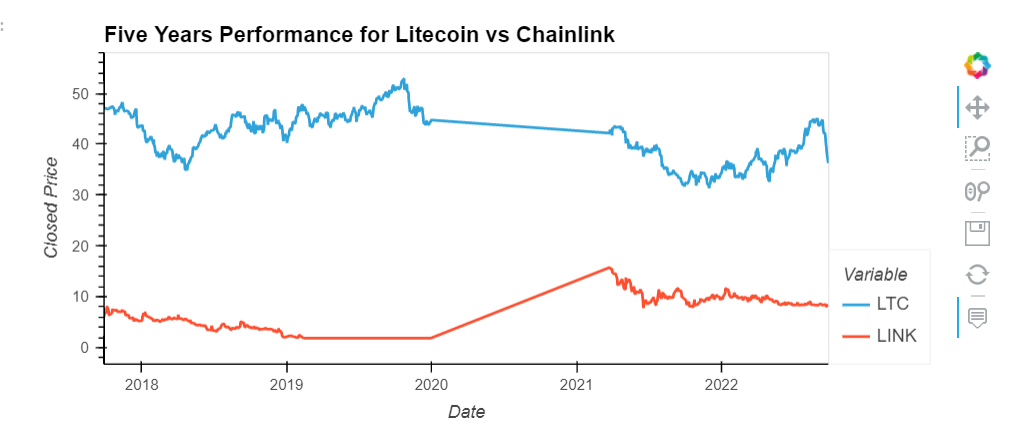 :
Five Years Performance for Litecoin vs Chainlink
50
40
30
20
10
0
Closed Price
2018 2019 2020 2021 2022
Date
Variable
LTC
LINK